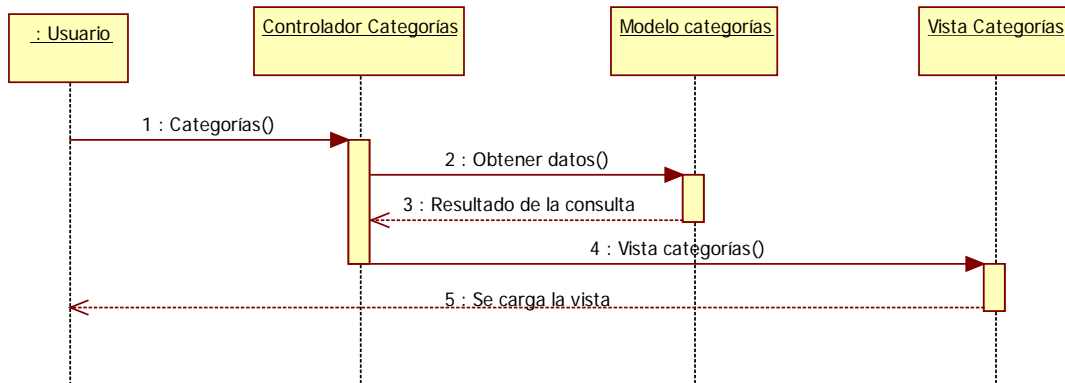 : Usuario
Controlador Categorías
Modelo categorías
Vista Categorías
1 : Categorías()
2 : Obtener datos()
3 : Resultado de la consulta
4 : Vista categorías()
5 : Se carga la vista